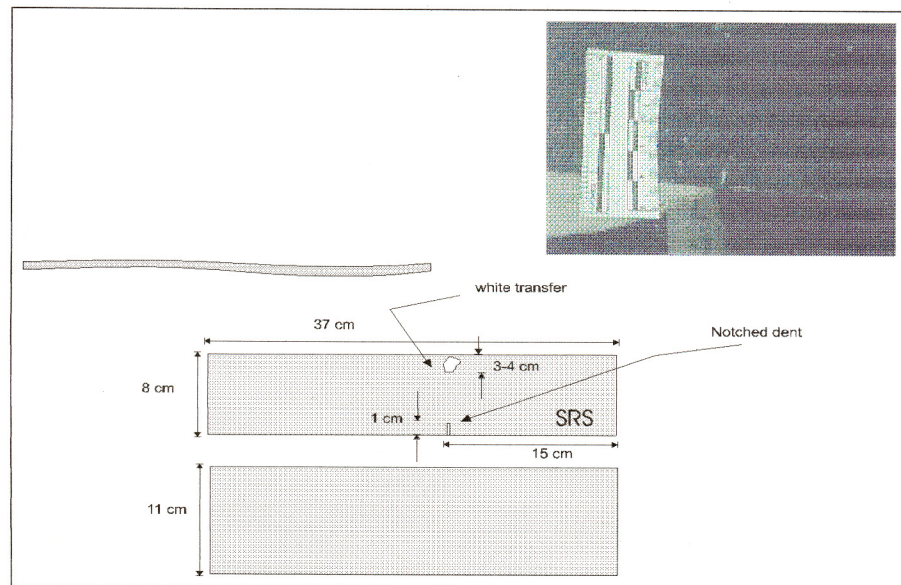 white transfer
37 cm
Notched dent
3-4 cm
8 cm
1 cm
SRS
15 cm
11 cm